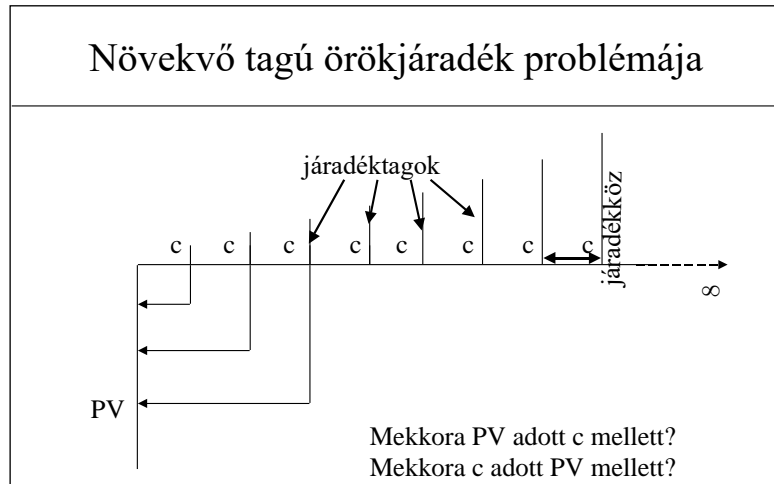 Növekvő tagú örökjáradék problémája
járadéktagok
c c c c c c c c
járadékköz
∞
PV
Mekkora PV adott c mellett?
Mekkora c adott PV mellett?